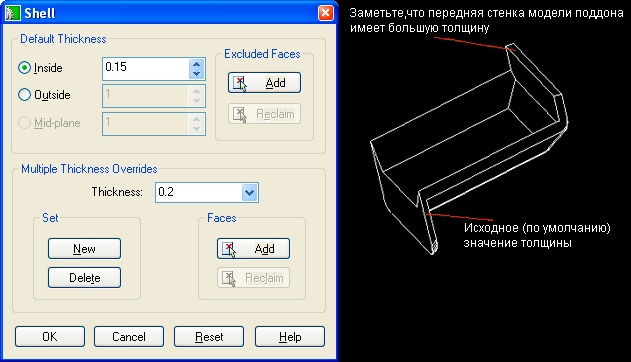 Shell
Default Thickness
Inside
0.15
Outside
1
Mid-plane
1
Excluded Faces
Add
Reclaim
Multiple Thickness Overrides
Thickness:
0.2
Set
New
Delete
Faces
Add
Reclaim
OK
Cancel
Reset
Help
Заметьте,что передняя стенка модели поддона
имеет большую толщину
Исходное (по умолчанию)
значение толщины